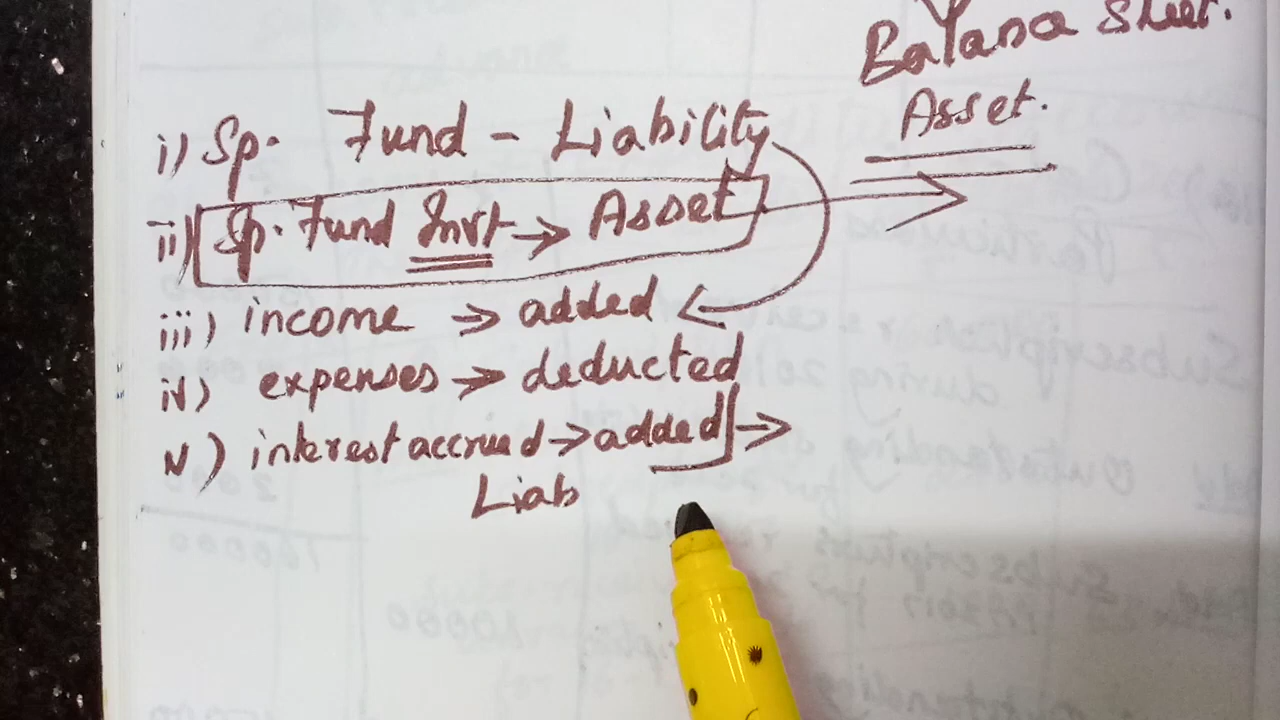 Balana Sheet.
Asset.
i) Sp. Fund - Liability
ii) Sp. Fund Invt → Asset
iii) income → added
iv) expenses → deducted
v) interest accrued → added →
Liab